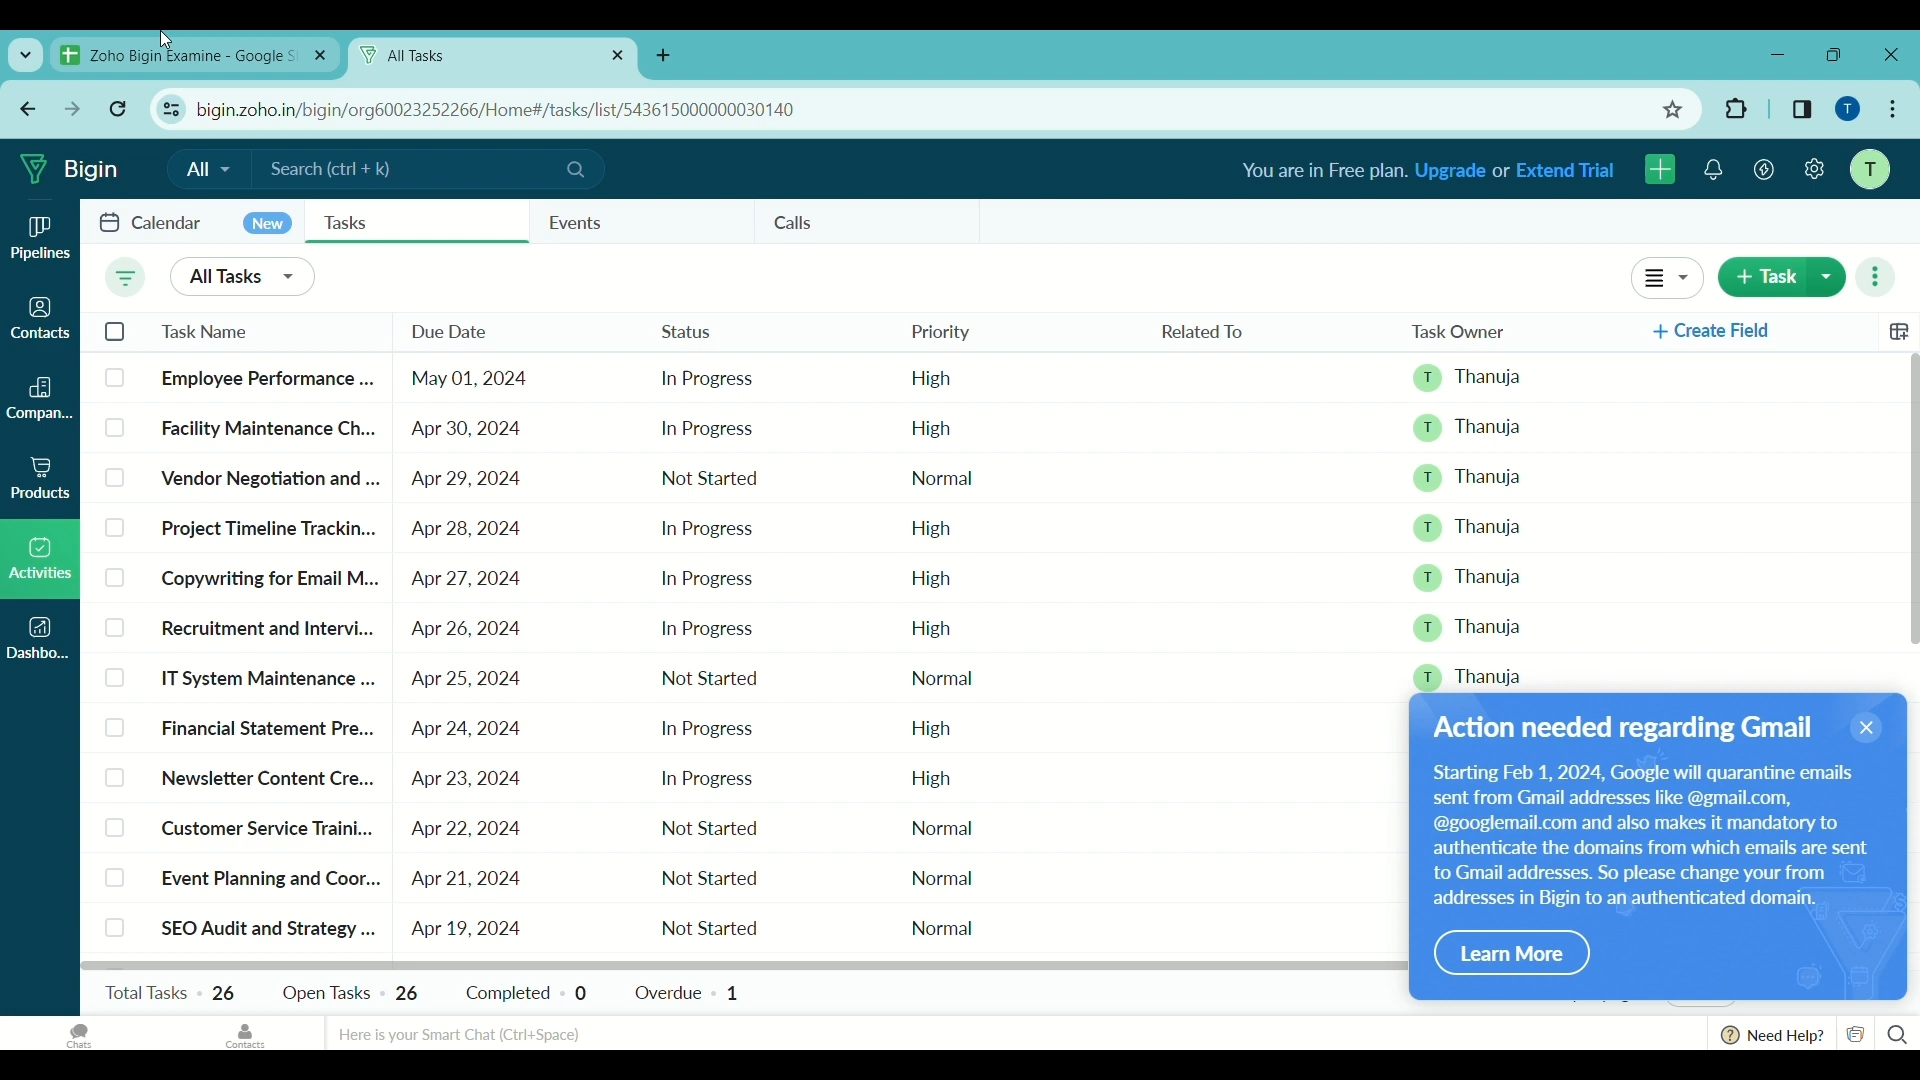 Zoho Bigin Examine - Google S
All Tasks
bigin.zoho.in/bigin/org60023252266/Home#/tasks/list/543615000000030140
T
Bigin
All
Search (ctrl + k)
You are in Free plan. Upgrade or Extend Trial
T
Pipelines
Contacts
Compan...
Products
Activities
Dashbo...
Calendar New
Tasks
Events
Calls
All Tasks
+ Task
Task Name Due Date Status Priority Related To Task Owner + Create Field
Employee Performance ... May 01, 2024 In Progress High T Thanuja
Facility Maintenance Ch... Apr 30, 2024 In Progress High T Thanuja
Vendor Negotiation and ... Apr 29, 2024 Not Started Normal T Thanuja
Project Timeline Trackin... Apr 28, 2024 In Progress High T Thanuja
Copywriting for Email M... Apr 27, 2024 In Progress High T Thanuja
Recruitment and Intervi... Apr 26, 2024 In Progress High T Thanuja
IT System Maintenance ... Apr 25, 2024 Not Started Normal T Thanuja
Financial Statement Pre... Apr 24, 2024 In Progress High
Newsletter Content Cre... Apr 23, 2024 In Progress High
Customer Service Traini... Apr 22, 2024 Not Started Normal
Event Planning and Coor... Apr 21, 2024 Not Started Normal
SEO Audit and Strategy ... Apr 19, 2024 Not Started Normal
Action needed regarding Gmail
Starting Feb 1, 2024, Google will quarantine emails
sent from Gmail addresses like @gmail.com,
@googlemail.com and also makes it mandatory to
authenticate the domains from which emails are sent
to Gmail addresses. So please change your from
addresses in Bigin to an authenticated domain.
Learn More
Total Tasks 26 Open Tasks 26 Completed 0 Overdue 1
Chats
Contacts
Here is your Smart Chat (Ctrl+Space)
Need Help?